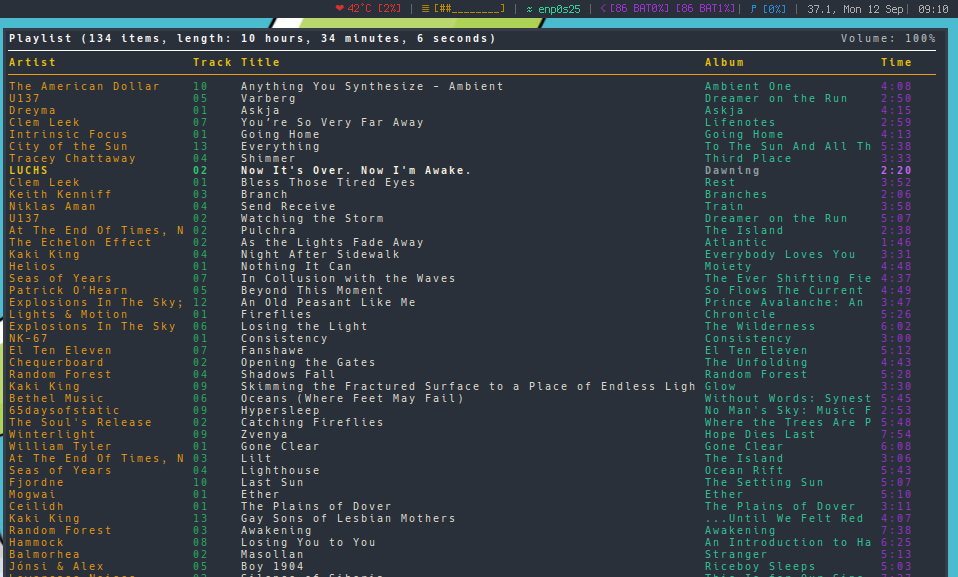 42°C [2%] | [##________] | enp0s25 | [86 BAT0%] [86 BAT1%] | [0%] | 37.1, Mon 12 Sep | 09:10
Playlist (134 items, length: 10 hours, 34 minutes, 6 seconds) Volume: 100%
Artist Track Title Album Time
The American Dollar 10 Anything You Synthesize - Ambient Ambient One 4:08
U137 05 Varberg Dreamer on the Run 2:50
Dreyma 01 Askja Askja 4:15
Clem Leek 07 You're So Very Far Away Lifenotes 2:59
Intrinsic Focus 01 Going Home Going Home 4:13
City of the Sun 13 Everything To The Sun And All Th 5:38
Tracey Chattaway 04 Shimmer Third Place 3:33
LUCHS 02 Now It's Over. Now I'm Awake. Dawning 2:20
Clem Leek 01 Bless Those Tired Eyes Rest 3:52
Keith Kenniff 03 Branch Branches 2:06
Niklas Aman 04 Send Receive Train 3:58
U137 02 Watching the Storm Dreamer on the Run 5:07
At The End Of Times, N 02 Pulchra The Island 2:38
The Echelon Effect 02 As the Lights Fade Away Atlantic 1:46
Kaki King 04 Night After Sidewalk Everybody Loves You 3:31
Helios 01 Nothing It Can Moiety 4:48
Seas of Years 07 In Collusion with the Waves The Ever Shifting Fie 4:37
Patrick O'Hearn 05 Beyond This Moment So Flows The Current 4:49
Explosions In The Sky; 12 An Old Peasant Like Me Prince Avalanche: An 3:47
Lights & Motion 01 Fireflies Chronicle 5:26
Explosions In The Sky 06 Losing the Light The Wilderness 6:02
NK-67 01 Consistency Consistency 3:00
El Ten Eleven 07 Fanshawe El Ten Eleven 5:12
Chequerboard 02 Opening the Gates The Unfolding 4:43
Random Forest 04 Shadows Fall Random Forest 5:28
Kaki King 09 Skimming the Fractured Surface to a Place of Endless Ligh Glow 3:30
Bethel Music 06 Oceans (Where Feet May Fail) Without Words: Synest 5:45
65daysofstatic 09 Hypersleep No Man's Sky: Music F 2:53
The Soul's Release 02 Catching Fireflies Where the Trees Are P 5:48
Winterlight 09 Zvenya Hope Dies Last 7:54
William Tyler 01 Gone Clear Gone Clear 6:08
At The End Of Times, N 03 Lilt The Island 3:06
Seas of Years 04 Lighthouse Ocean Rift 5:43
Fjordne 10 Last Sun The Setting Sun 5:07
Mogwai 01 Ether Ether 5:10
Ceilidh 01 The Plains of Dover The Plains of Dover 3:11
Kaki King 13 Gay Sons of Lesbian Mothers ...Until We Felt Red 4:07
Random Forest 03 Awakening Awakening 7:38
Hammock 08 Losing You to You An Introduction to Ha 6:25
Balmorhea 02 Masollan Stranger 5:13
Jónsi & Alex 05 Boy 1904 Riceboy Sleeps 5:03